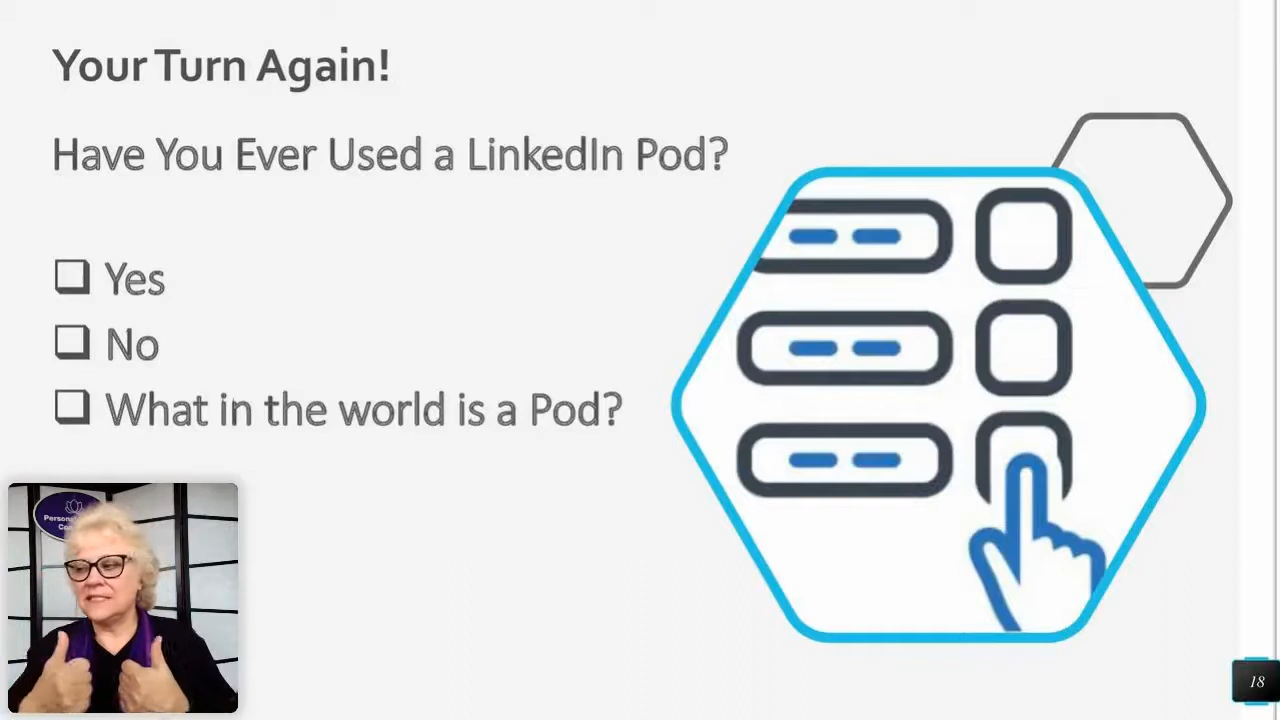 Your Turn Again!
Have You Ever Used a LinkedIn Pod?
Yes
No
What in the world is a Pod?
18